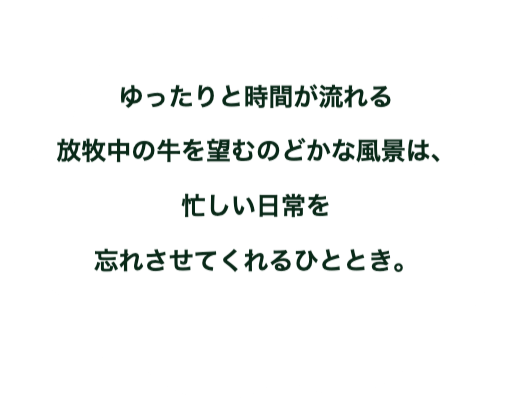 ゆったりと時間が流れる
放牧中の牛を望むのどかな風景は、
忙しい日常を
忘れさせてくれるひととき。